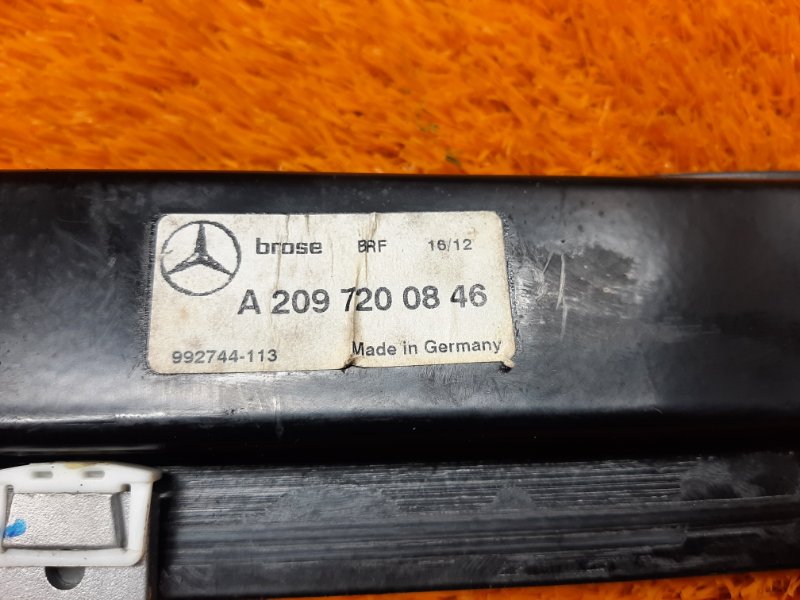 brose BRF 16/12
A 209 720 08 46
992744-113 Made in Germany